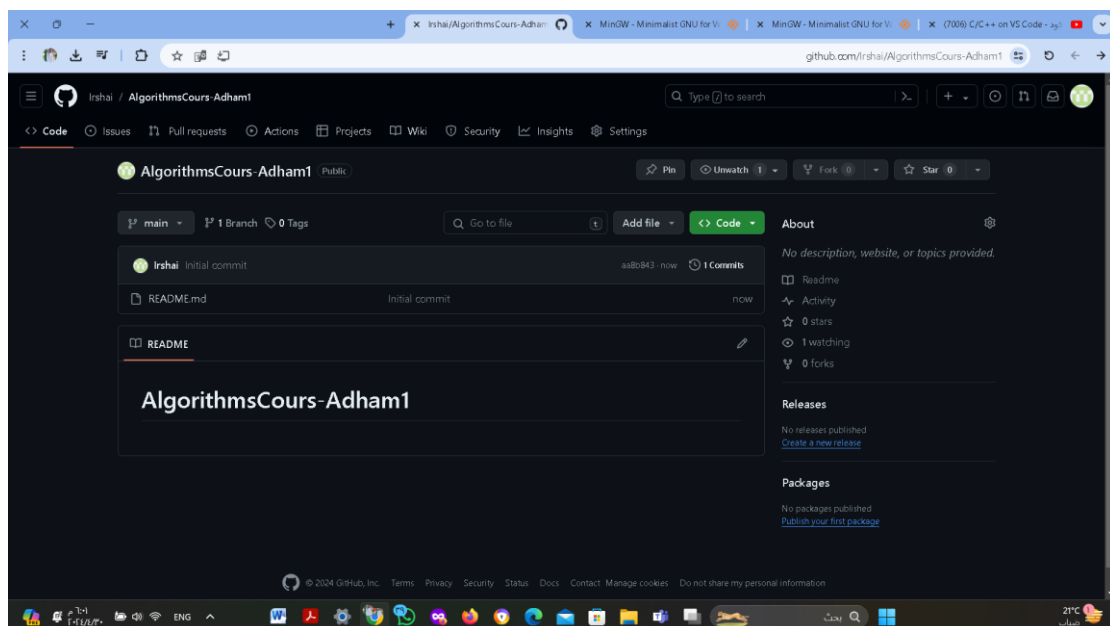 Irshai/AlgorithmsCours-Adham
MinGW - Minimalist GNU for W
MinGW - Minimalist GNU for W
(7006) C/C++ on VS Code -
github.com/Irshai/AlgorithmsCours-Adham1
Irshai / AlgorithmsCours-Adham1
Type / to search
Code Issues Pull requests Actions Projects Wiki Security Insights Settings
AlgorithmsCours-Adham1 Public
Pin Unwatch 1 Fork 0 Star 0
main 1 Branch 0 Tags Go to file t Add file Code
Irshai Initial commit aa8b843 · now 1 Commits
README.md Initial commit now
README
AlgorithmsCours-Adham1
About
No description, website, or topics provided.
Readme
Activity
0 stars
1 watching
0 forks
Releases
No releases published
Create a new release
Packages
No packages published
Publish your first package
© 2024 GitHub, Inc. Terms Privacy Security Status Docs Contact Manage cookies Do not share my personal information
ENG
بحث
21°C
ضباب